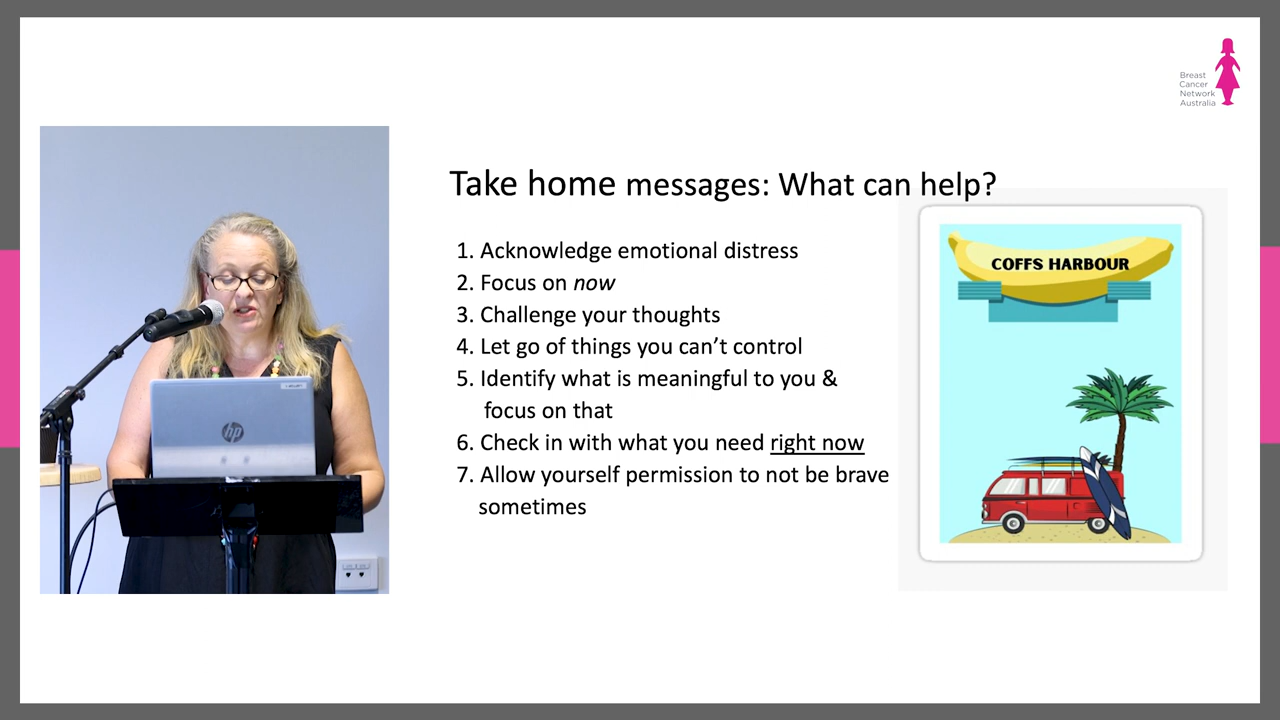 Breast
Cancer
Network
Australia
Take home messages: What can help?
1. Acknowledge emotional distress
2. Focus on now
3. Challenge your thoughts
4. Let go of things you can’t control
5. Identify what is meaningful to you &
focus on that
6. Check in with what you need right now
7. Allow yourself permission to not be brave
sometimes
COFFS HARBOUR
hp